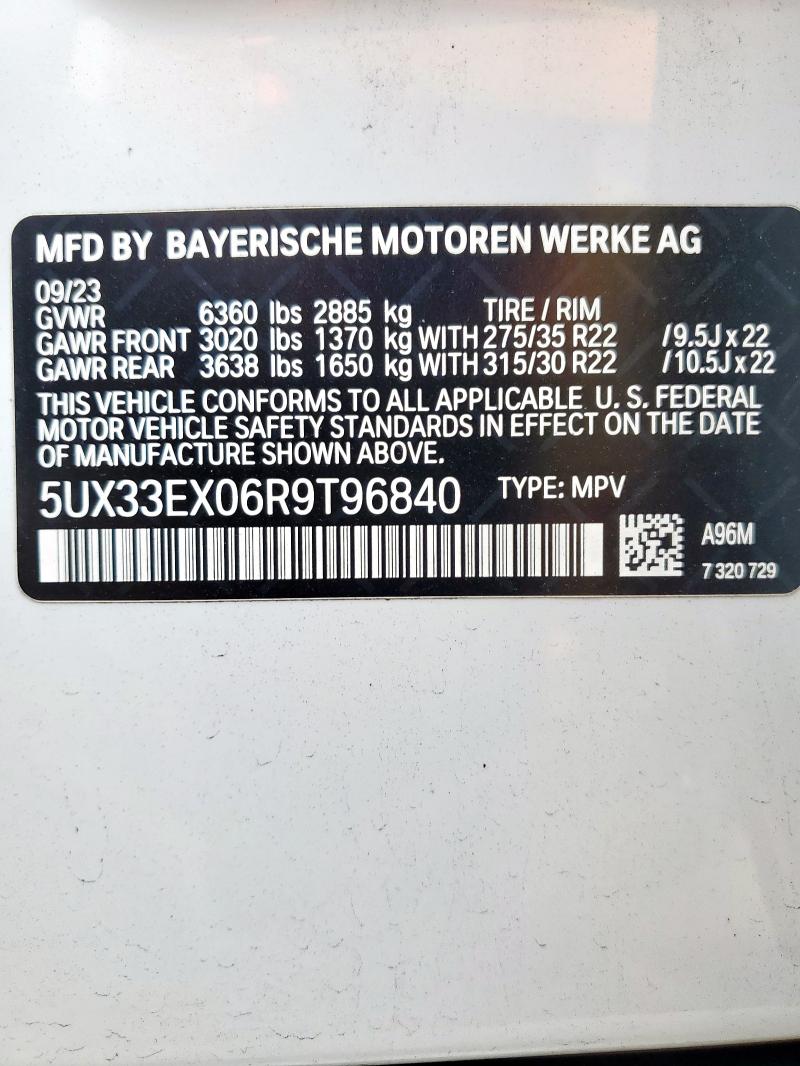 MFD BY BAYERISCHE MOTOREN WERKE AG
09/23
GVWR 6360 lbs 2885 kg TIRE / RIM
GAWR FRONT 3020 lbs 1370 kg WITH 275/35 R22 /9.5J x 22
GAWR REAR 3638 lbs 1650 kg WITH 315/30 R22 /10.5J x 22
THIS VEHICLE CONFORMS TO ALL APPLICABLE U. S. FEDERAL
MOTOR VEHICLE SAFETY STANDARDS IN EFFECT ON THE DATE
OF MANUFACTURE SHOWN ABOVE.
5UX33EX06R9T96840 TYPE: MPV
A96M
7 320 729